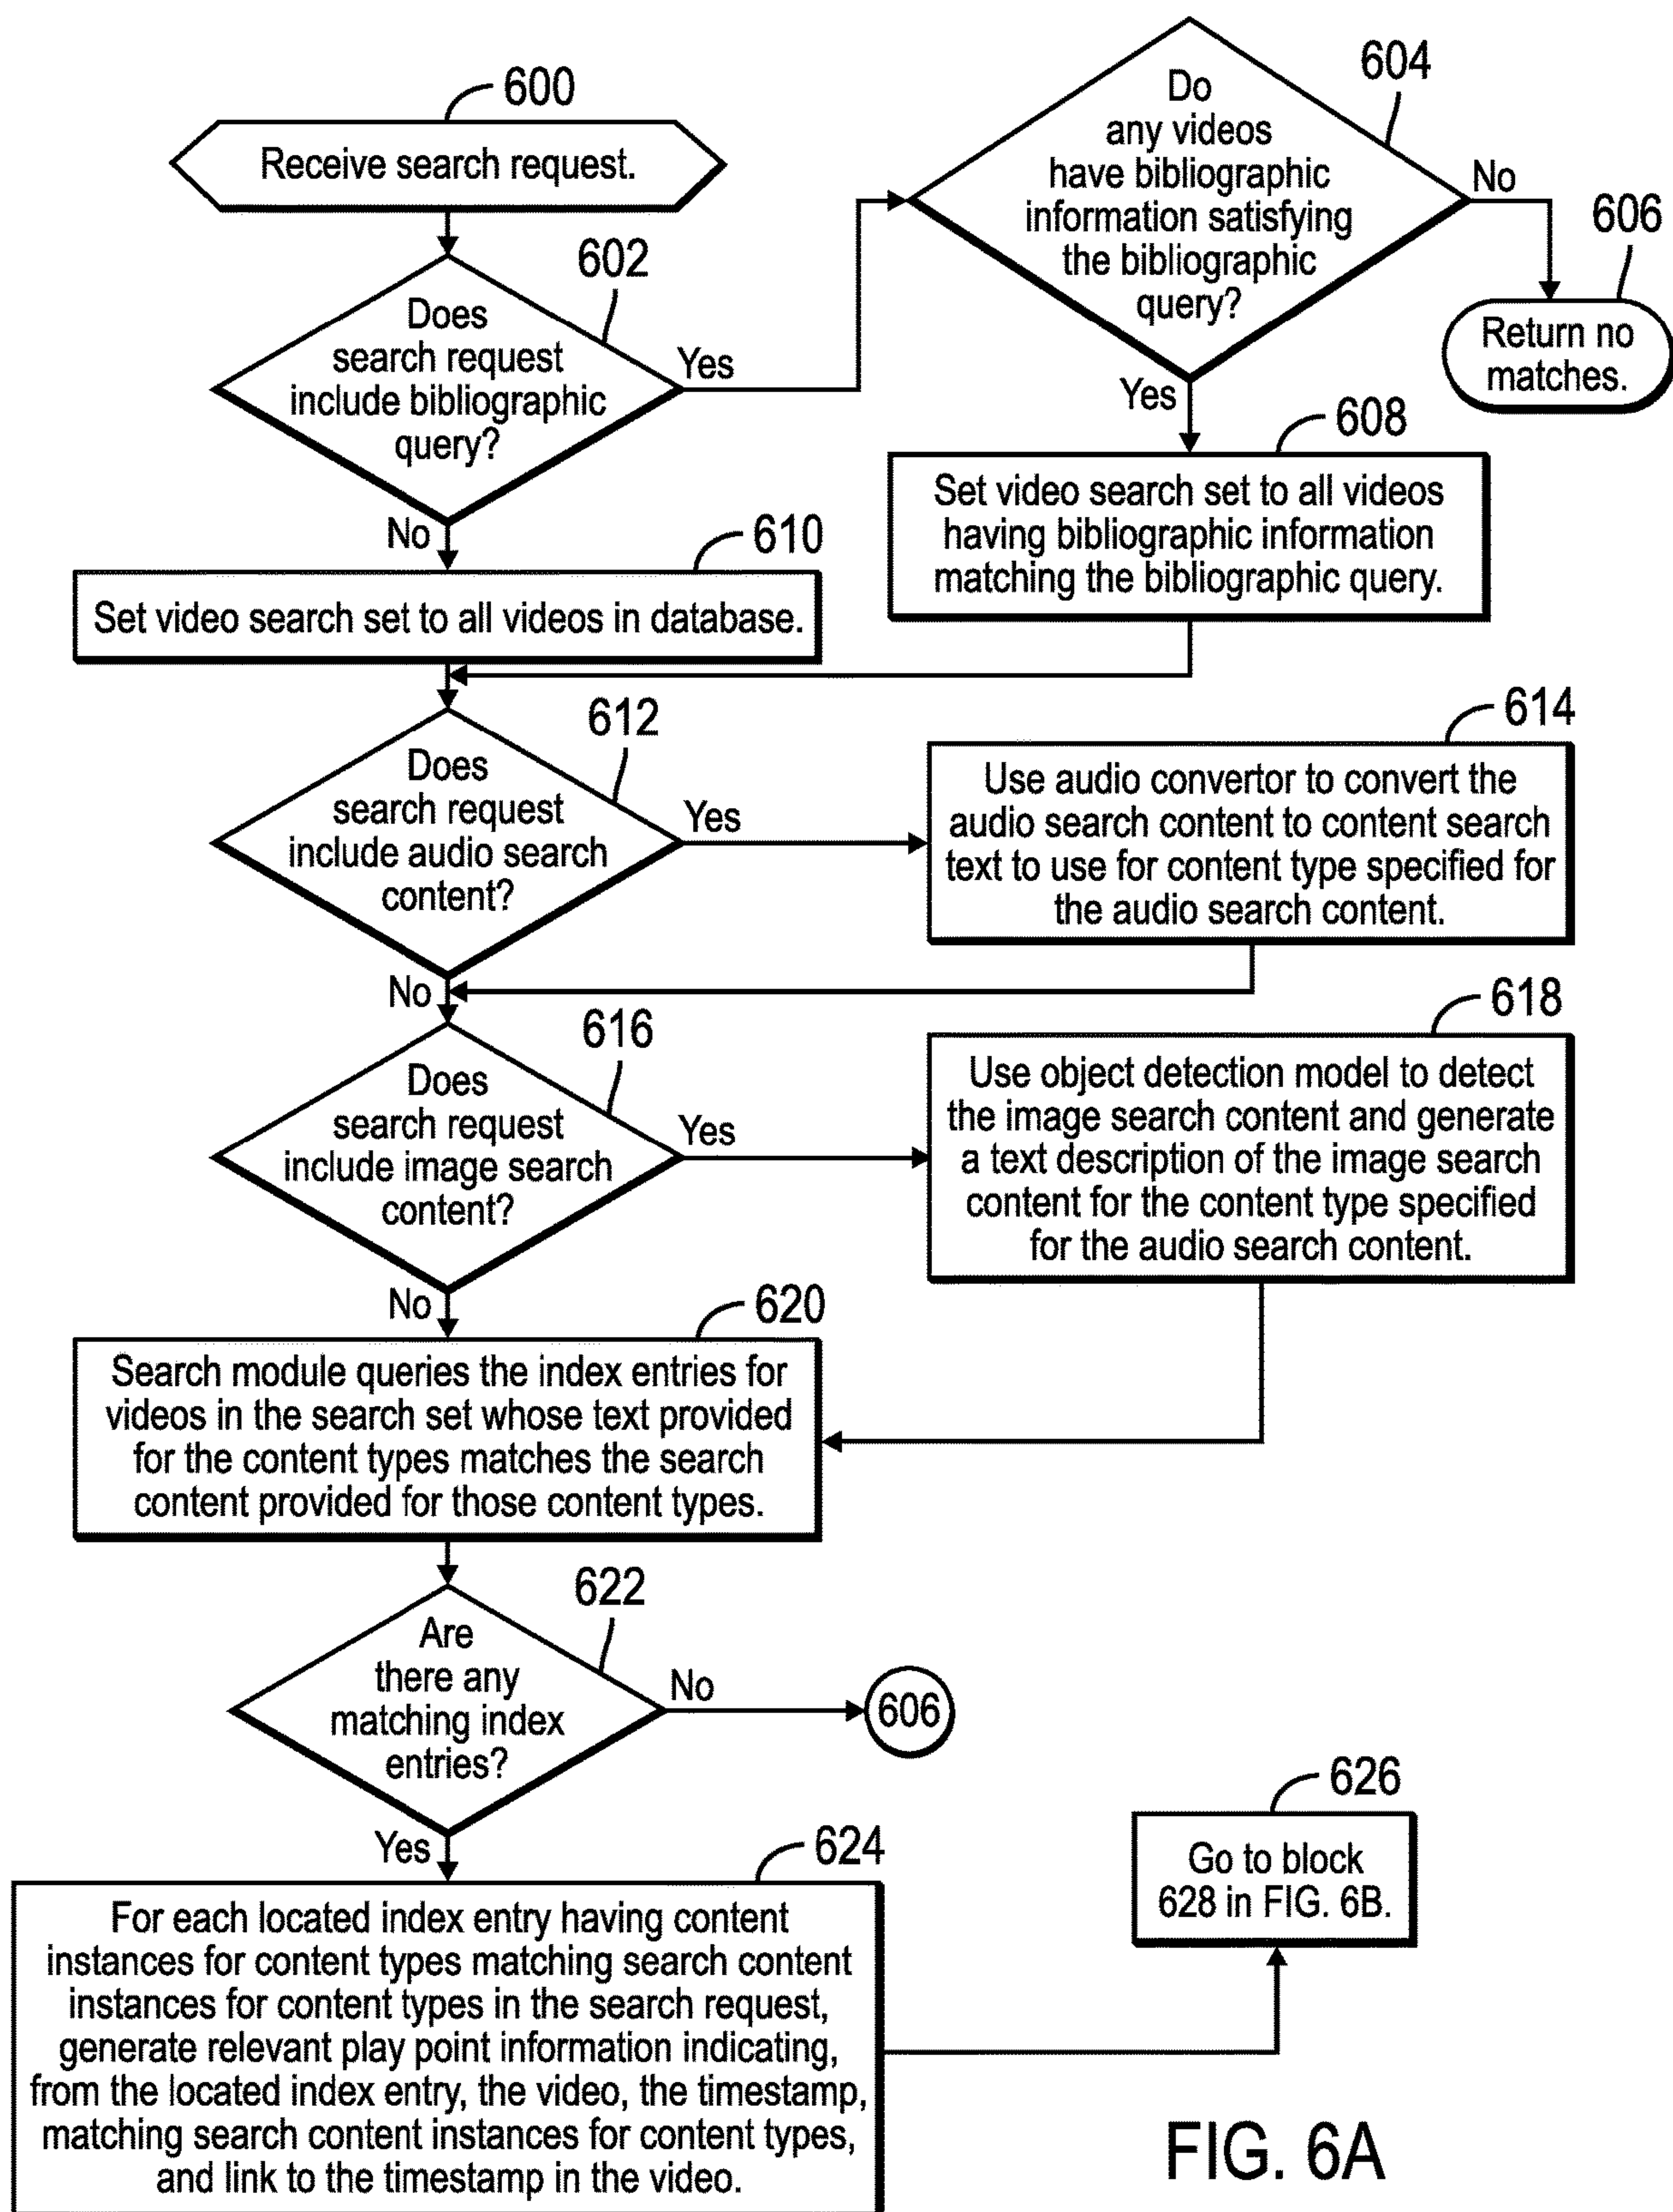 600
Receive search request.
602
Does
search request
include bibliographic
query?
Yes
No
604
Do
any videos
have bibliographic
information satisfying
the bibliographic
query?
No
Yes
606
Return no
matches.
608
Set video search set to all videos
having bibliographic information
matching the bibliographic query.
610
Set video search set to all videos in database.
612
Does
search request
include audio search
content?
Yes
No
614
Use audio convertor to convert the
audio search content to content search
text to use for content type specified for
the audio search content.
616
Does
search request
include image search
content?
Yes
No
618
Use object detection model to detect
the image search content and generate
a text description of the image search
content for the content type specified
for the audio search content.
620
Search module queries the index entries for
videos in the search set whose text provided
for the content types matches the search
content provided for those content types.
622
Are
there any
matching index
entries?
No
606
Yes
624
For each located index entry having content
instances for content types matching search content
instances for content types in the search request,
generate relevant play point information indicating,
from the located index entry, the video, the timestamp,
matching search content instances for content types,
and link to the timestamp in the video.
626
Go to block
628 in FIG. 6B.
FIG. 6A